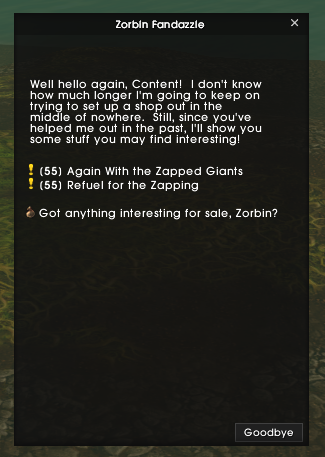 Zorbin Fandazzle
Well hello again, Content!  I don't know
how much longer I'm going to keep on
trying to set up a shop out in the
middle of nowhere.  Still, since you've
helped me out in the past, I'll show you
some stuff you may find interesting!
[55] Again With the Zapped Giants
[55] Refuel for the Zapping
Got anything interesting for sale, Zorbin?
Goodbye